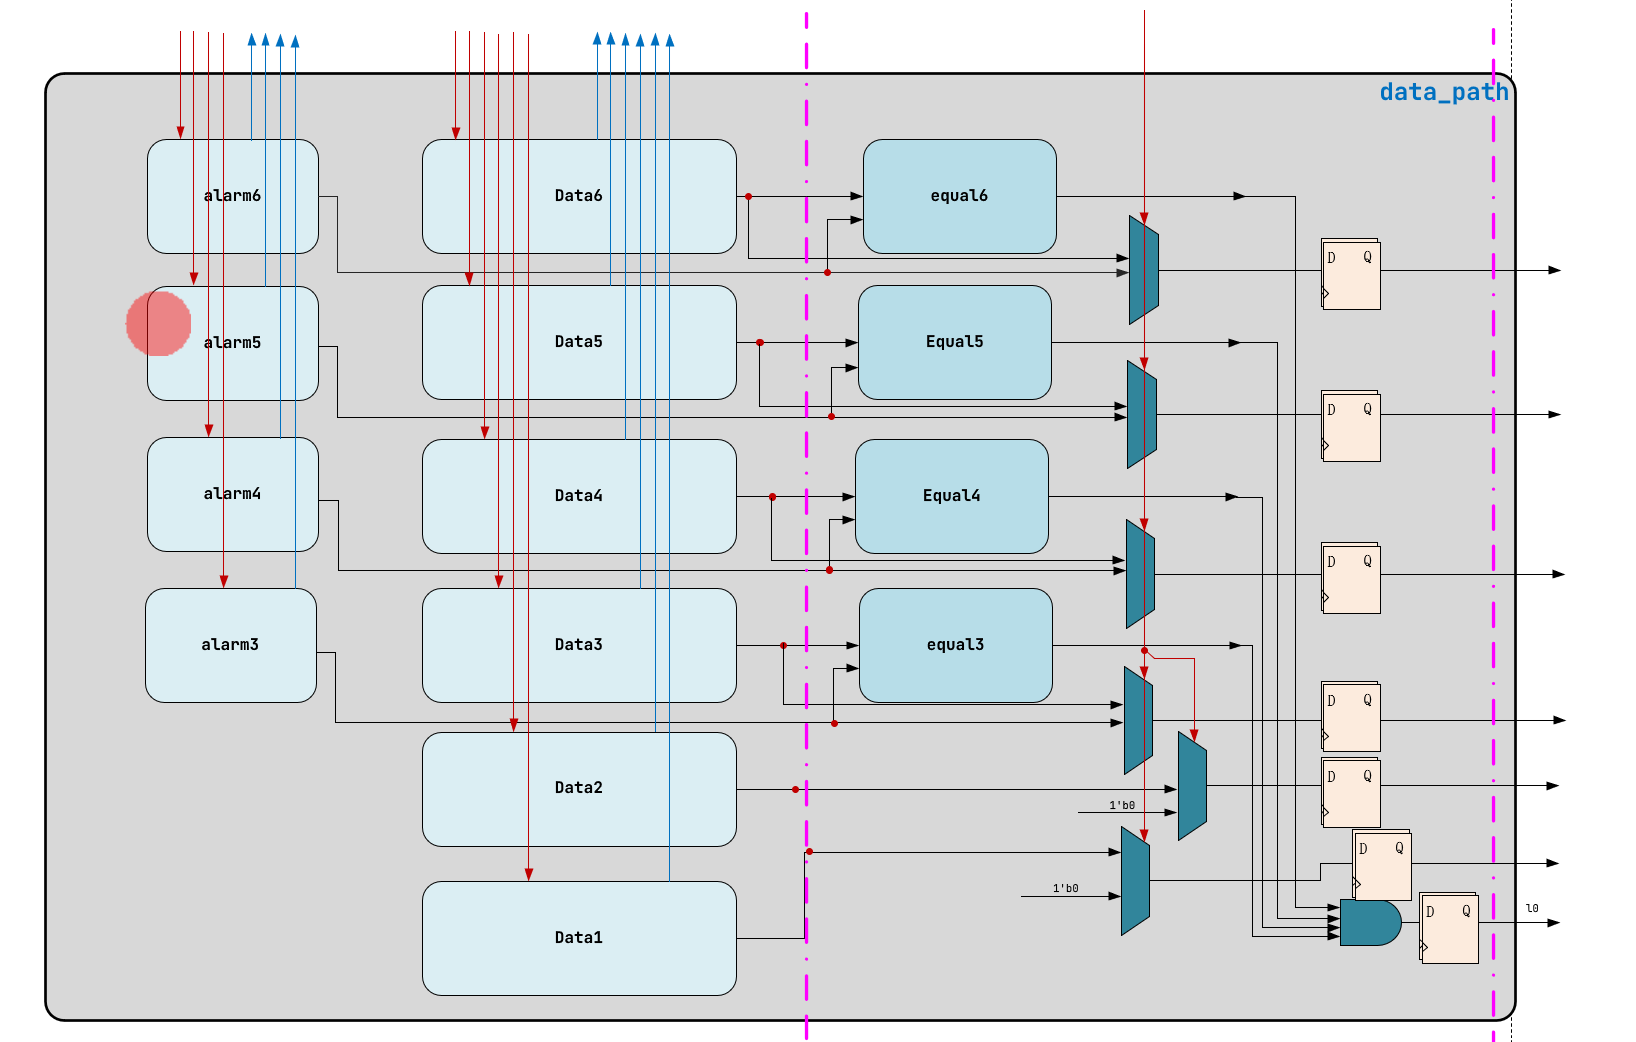 data_path
alarm6
Data6
equal6
D Q
alarm5
Data5
Equal5
D Q
alarm4
Data4
Equal4
D Q
alarm3
Data3
equal3
D Q
Data2
D Q
1'b0
D Q
1'b0
D Q
l0
Data1